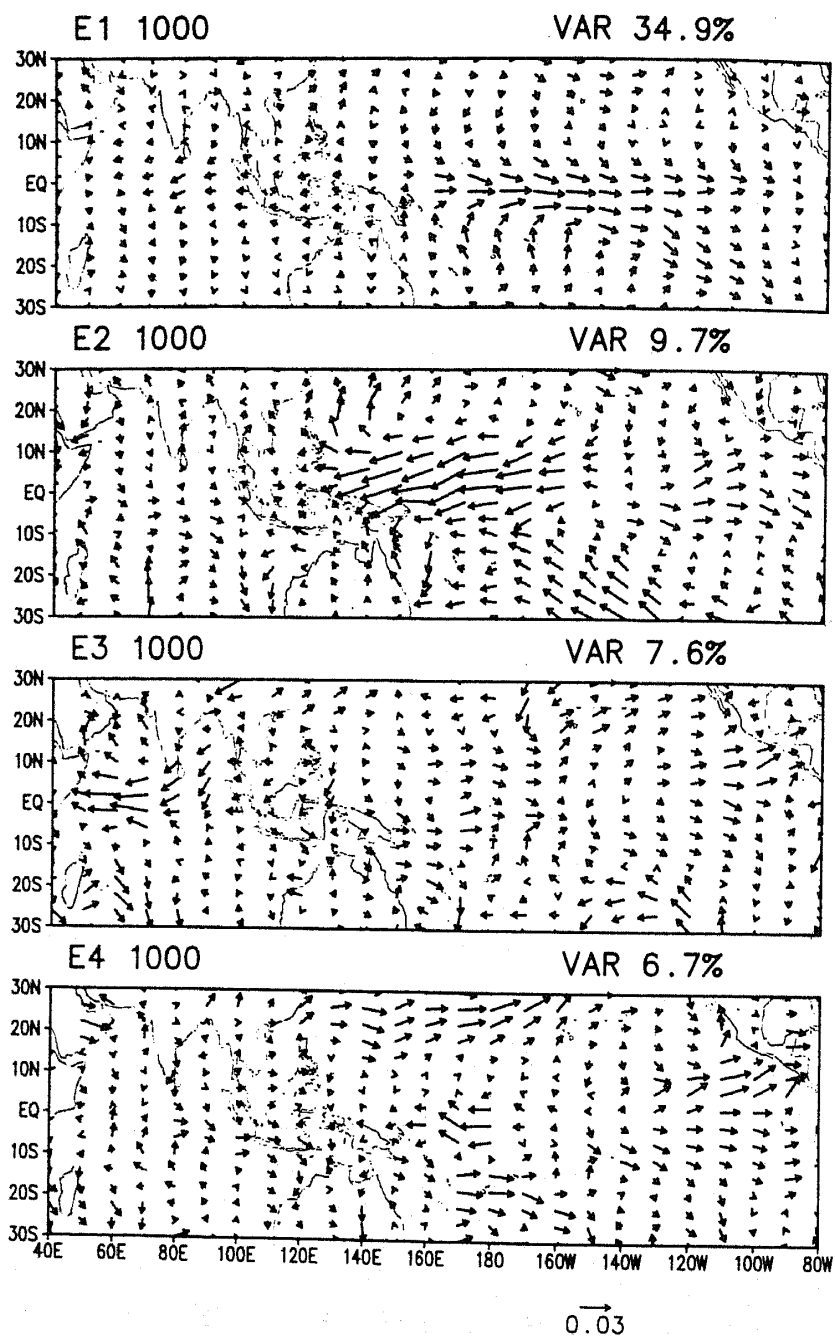 E1 1000 VAR 34.9%
30N
20N
10N
EQ
10S
20S
30S
E2 1000 VAR 9.7%
30N
20N
10N
EQ
10S
20S
30S
E3 1000 VAR 7.6%
30N
20N
10N
EQ
10S
20S
30S
E4 1000 VAR 6.7%
30N
20N
10N
EQ
10S
20S
30S
40E 60E 80E 100E 120E 140E 160E 180 160W 140W 120W 100W 80W
0.03